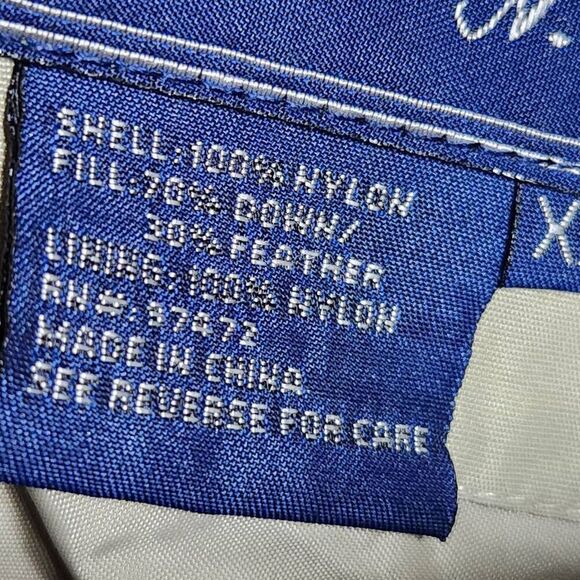 SHELL:100% NYLON
FILL:70% DOWN/
30% FEATHER
LINING:100% NYLON
RN#:37472
MADE IN CHINA
SEE REVERSE FOR CARE